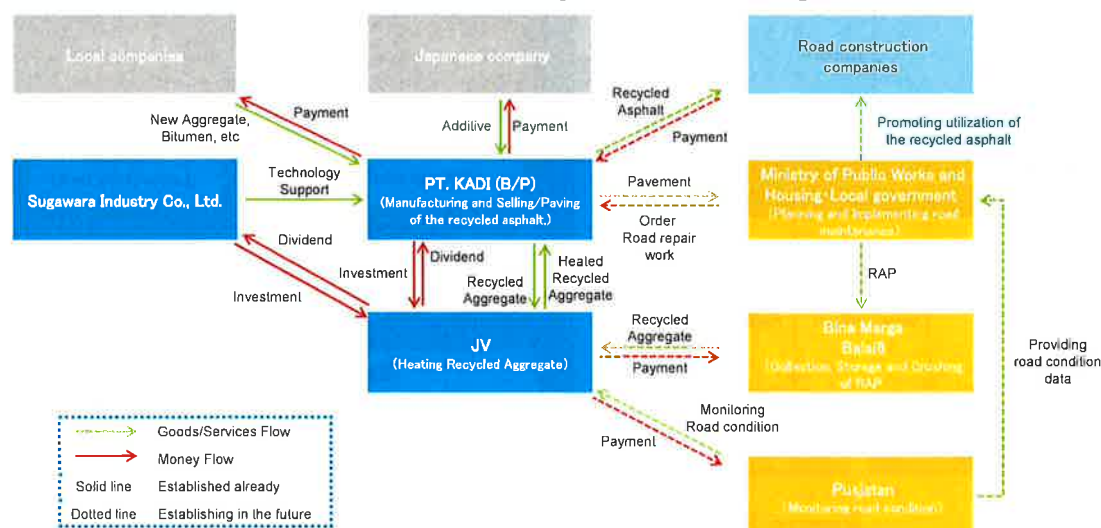 Local companies
Japanese company
Road construction
companies
Payment
New Aggregate,
Bitumen, etc
Additive
Payment
Recycled
Asphalt
Payment
Promoting utilization of
the recycled asphalt
Sugawara Industry Co., Ltd.
Technology
Support
PT. KADI (B/P)
(Manufacturing and Selling/Paving
of the recycled asphalt.)
Pavement
Order
Road repair
work
Ministry of Public Works and
Housing・Local government
(Planning and implementing road
maintenance)
Dividend
Investment
Investment
Dividend
Recycled
Aggregate
Heated
Recycled
Aggregate
RAP
JV
(Heating Recycled Aggregate)
Recycled
Aggregate
Payment
Bina Marga
(Collection, Storage and Crushing
of RAP)
Providing
road condition
data
Monitoring
Road condition
Payment
Pusjatan
(Monitoring road condition)
Goods/Services Flow
Money Flow
Solid line Established already
Dotted line Establishing in the future